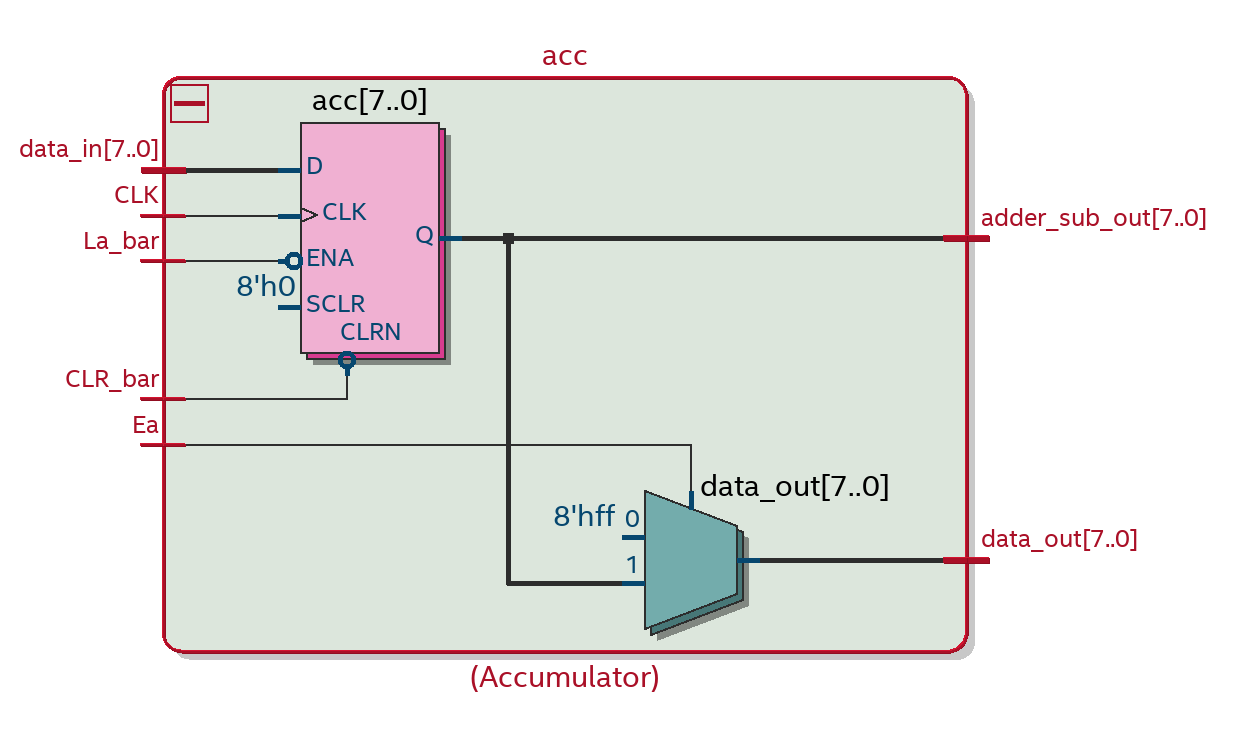 acc
acc[7..0]
data_in[7..0]
D
CLK
CLK
La_bar
ENA
Q
adder_sub_out[7..0]
8'h0
SCLR
CLRN
CLR_bar
Ea
data_out[7..0]
8'hff
0
1
data_out[7..0]
(Accumulator)